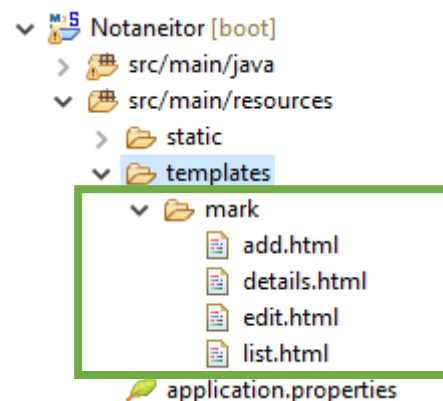 Notaneitor [boot]
src/main/java
src/main/resources
static
templates
mark
add.html
details.html
edit.html
list.html
application.properties